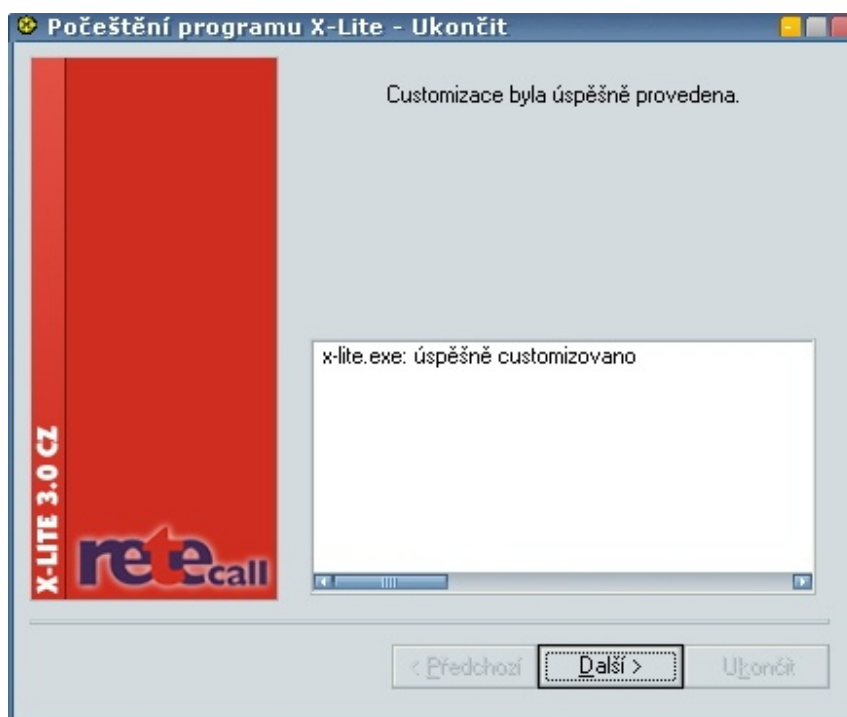 Počeštění programu X-Lite - Ukončit
Customizace byla úspěšně provedena.
x-lite.exe: úspěšně customizovano
X-LITE 3.0 CZ
retecall
< Předchozí
Další >
Ukončit